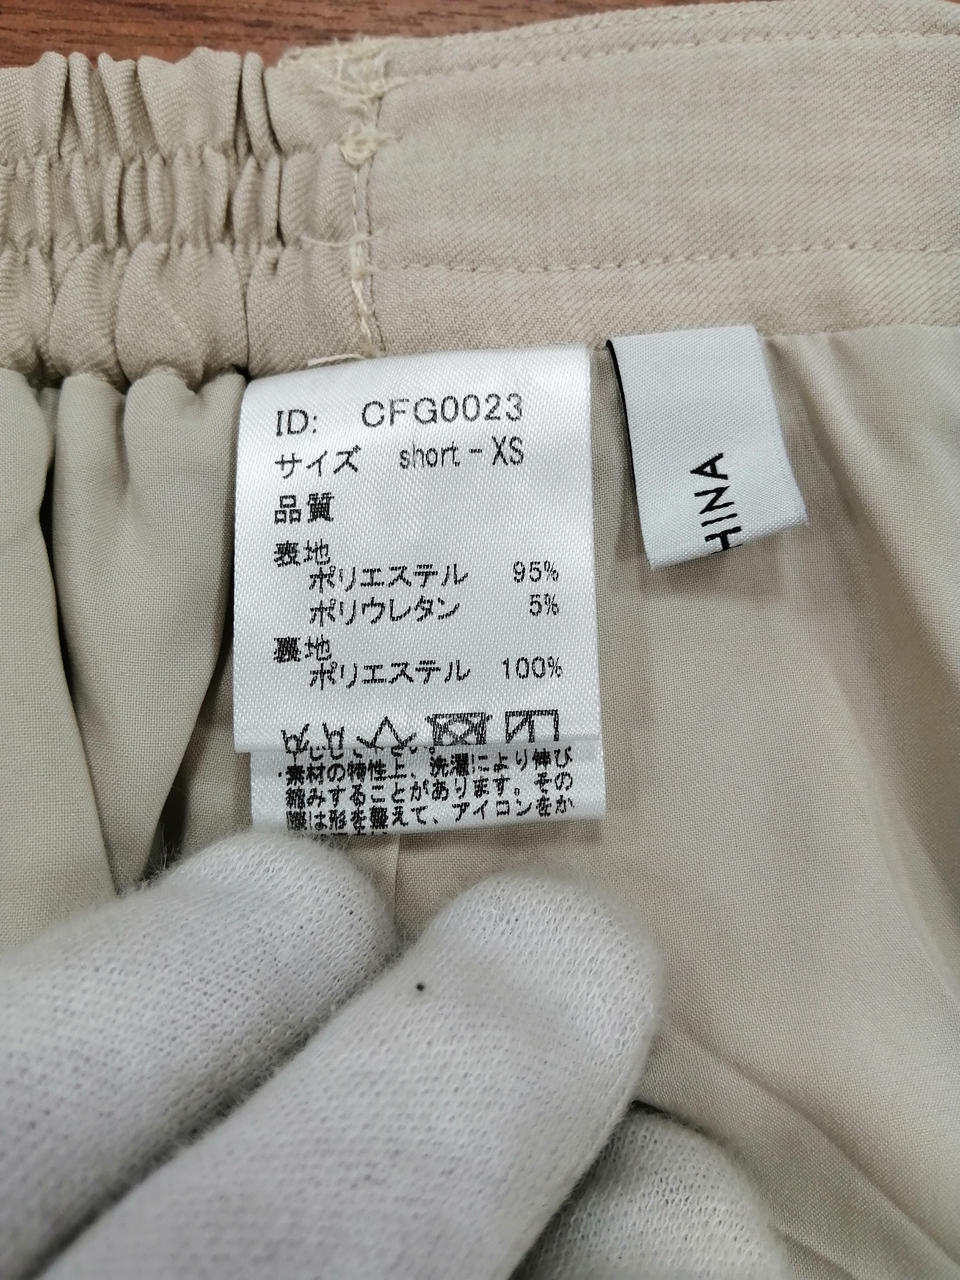 ID: CFG0023
サイズ short-XS
品質
表地
ポリエステル 95%
ポリウレタン 5%
裏地
ポリエステル 100%
素材の特性上、洗濯により伸び
縮みすることがあります。その
際は形を整えて、アイロンをか
HINA